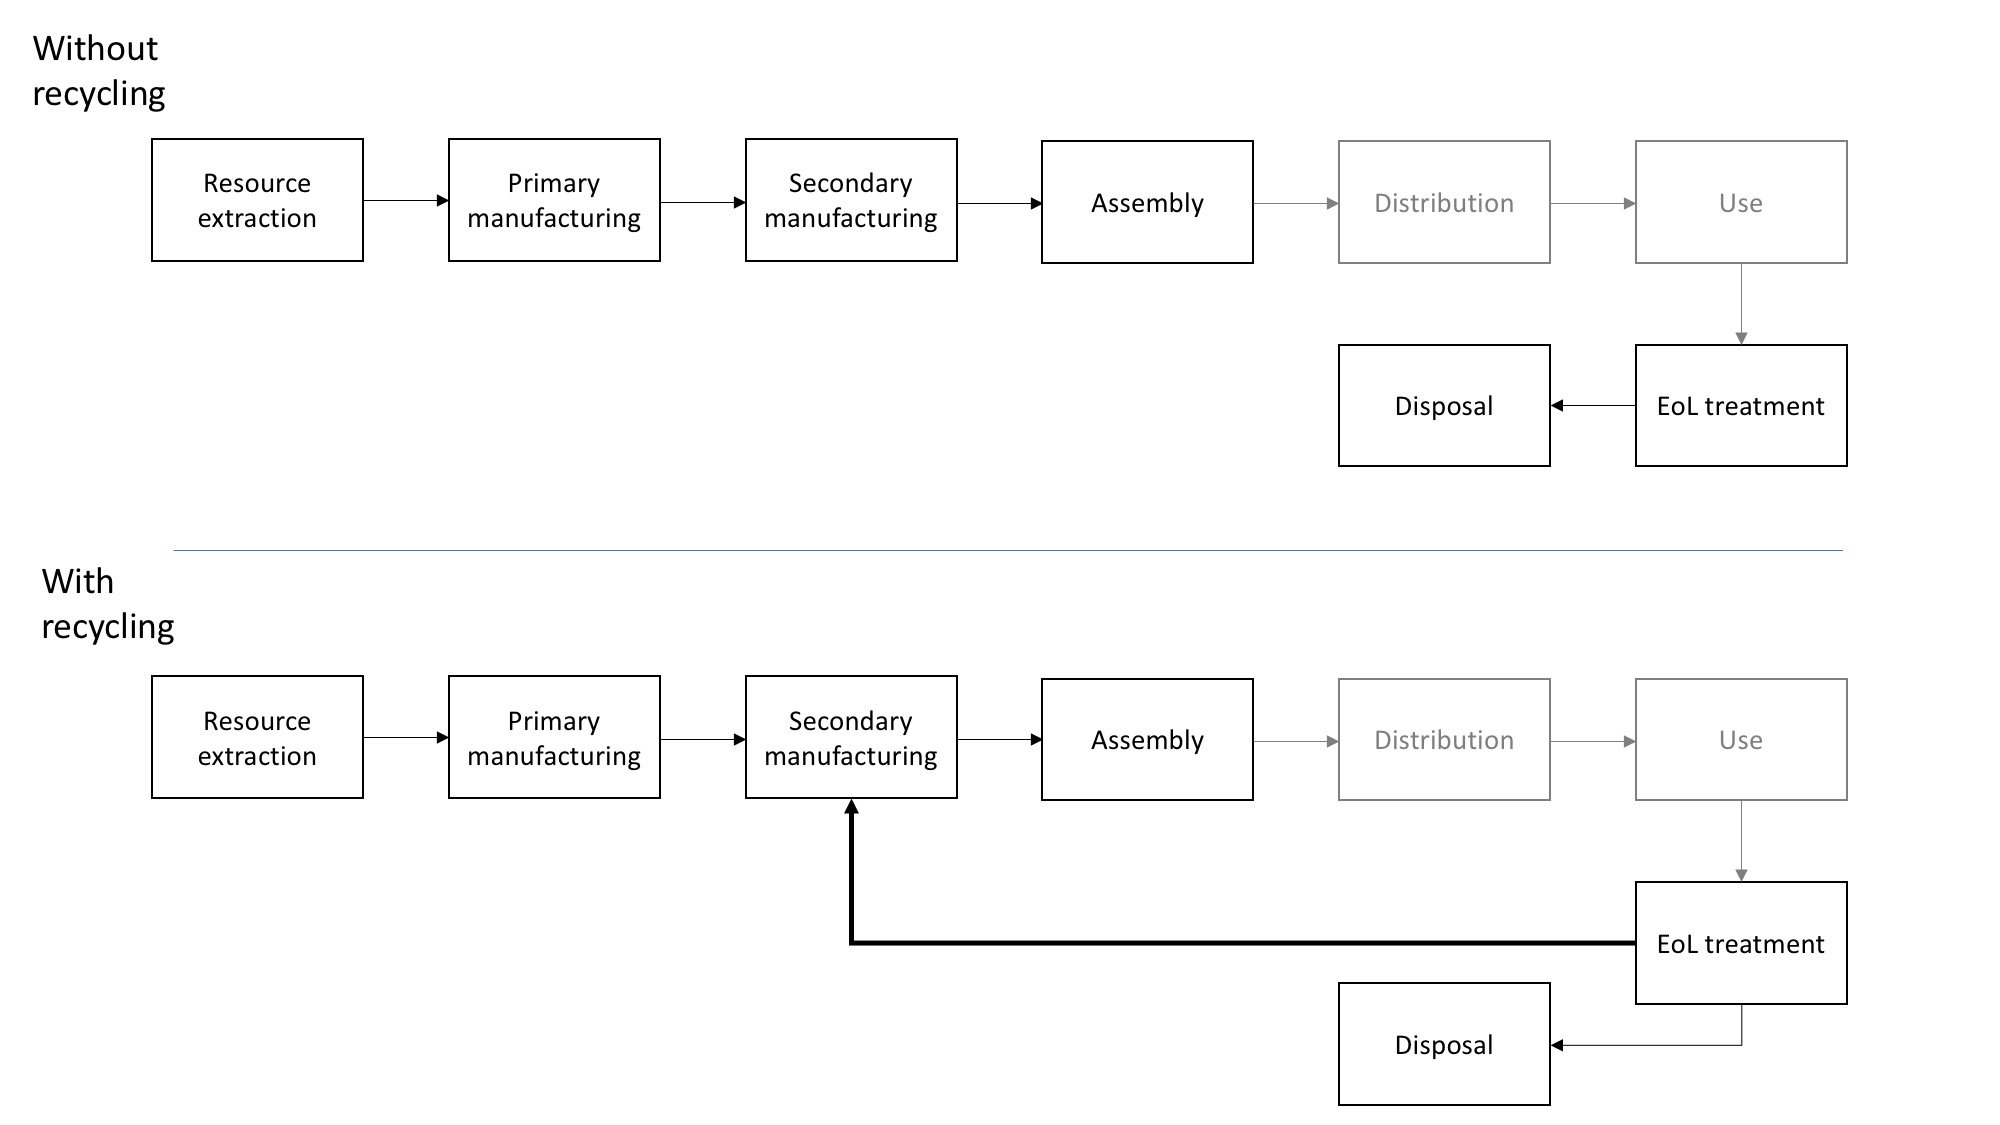 Without
recycling
Resource
extraction
Primary
manufacturing
Secondary
manufacturing
Assembly
Distribution
Use
Disposal
EoL treatment
With
recycling
Resource
extraction
Primary
manufacturing
Secondary
manufacturing
Assembly
Distribution
Use
EoL treatment
Disposal